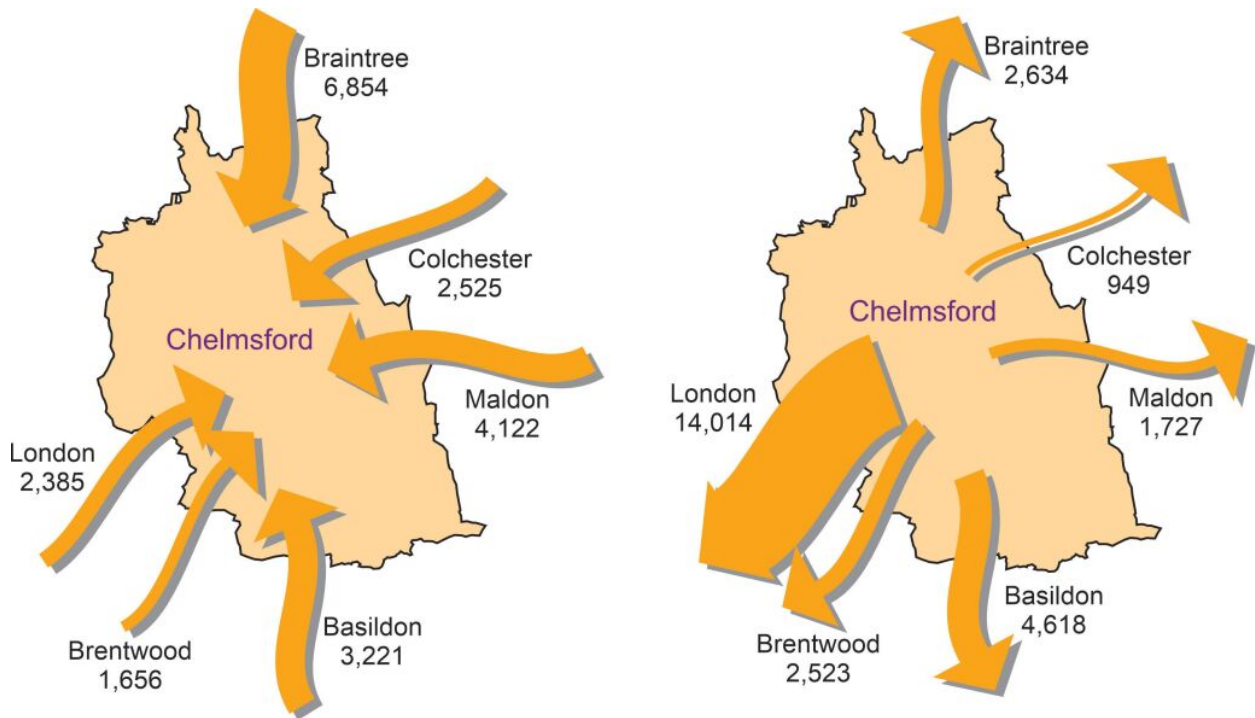 Braintree
6,854
Colchester
2,525
Chelmsford
Maldon
4,122
London
2,385
Brentwood
1,656
Basildon
3,221
Braintree
2,634
Colchester
949
Chelmsford
Maldon
1,727
London
14,014
Basildon
4,618
Brentwood
2,523